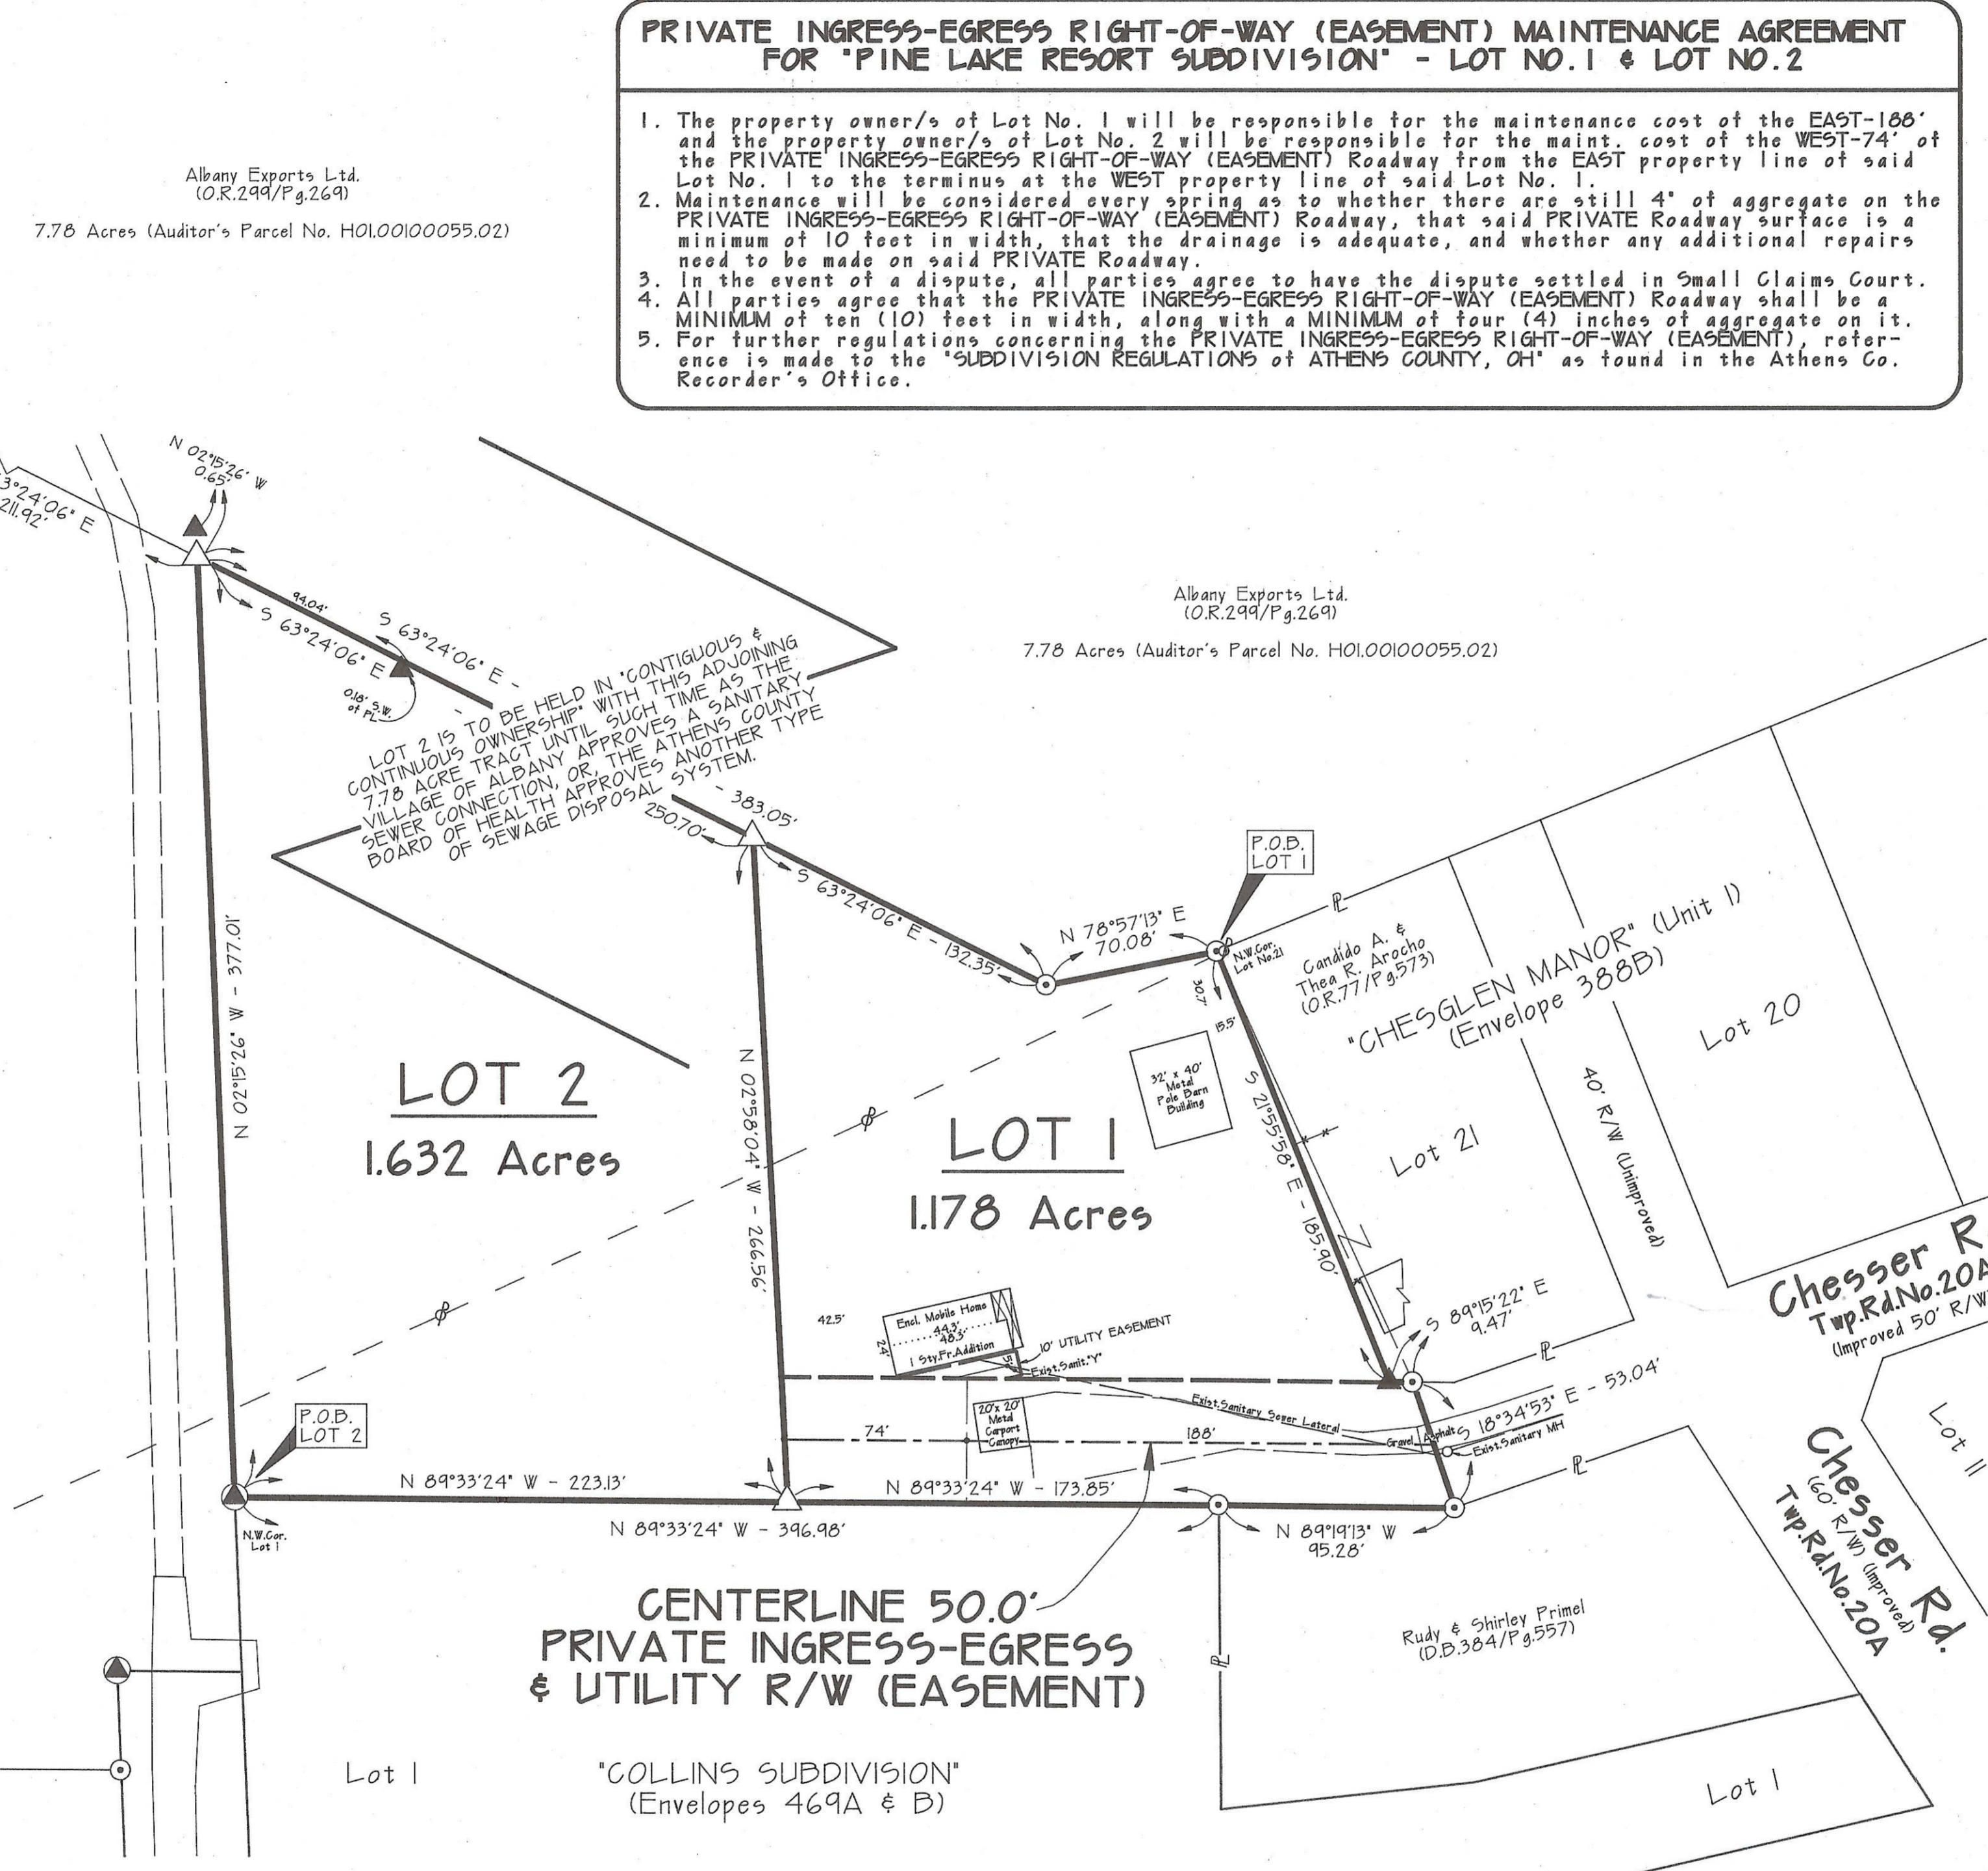 PRIVATE INGRESS-EGRESS RIGHT-OF-WAY (EASEMENT) MAINTENANCE AGREEMENT
FOR "PINE LAKE RESORT SUBDIVISION" - LOT NO.1 & LOT NO.2
1. The property owner/s of Lot No. 1 will be responsible for the maintenance cost of the EAST-188'
and the property owner/s of Lot No. 2 will be responsible for the maint. cost of the WEST-74' of
the PRIVATE INGRESS-EGRESS RIGHT-OF-WAY (EASEMENT) Roadway from the EAST property line of said
Lot No. 1 to the terminus at the WEST property line of said Lot No. 1.
2. Maintenance will be considered every spring as to whether there are still 4" of aggregate on the
PRIVATE INGRESS-EGRESS RIGHT-OF-WAY (EASEMENT) Roadway, that said PRIVATE Roadway surface is a
minimum of 10 feet in width, that the drainage is adequate, and whether any additional repairs
need to be made on said PRIVATE Roadway.
3. In the event of a dispute, all parties agree to have the dispute settled in Small Claims Court.
4. All parties agree that the PRIVATE INGRESS-EGRESS RIGHT-OF-WAY (EASEMENT) Roadway shall be a
MINIMUM of ten (10) feet in width, along with a MINIMUM of four (4) inches of aggregate on it.
5. For further regulations concerning the PRIVATE INGRESS-EGRESS RIGHT-OF-WAY (EASEMENT), refer-
ence is made to the "SUBDIVISION REGULATIONS of ATHENS COUNTY, OH" as found in the Athens Co.
Recorder's Office.
Albany Exports Ltd.
(O.R.299/Pg.269)
7.78 Acres (Auditor's Parcel No. H01.00100055.02)
N 02°15'26" W
0.65'
3°24'06" E
211.92'
94.04'
S 63°24'06" E
S 63°24'06" E -
0.18' S.W.
of PL
LOT 2 IS TO BE HELD IN "CONTIGUOUS &
CONTINUOUS OWNERSHIP" WITH THIS ADJOINING
7.78 ACRE TRACT UNTIL SUCH TIME AS THE
VILLAGE OF ALBANY APPROVES A SANITARY
SEWER CONNECTION, OR, THE ATHENS COUNTY
BOARD OF HEALTH APPROVES ANOTHER TYPE
OF SEWAGE DISPOSAL SYSTEM.
- 383.05'
250.70'
Albany Exports Ltd.
(O.R.299/Pg.269)
7.78 Acres (Auditor's Parcel No. H01.00100055.02)
P.O.B.
LOT 1
S 63°24'06" E - 132.35'
N 78°57'13" E
70.08'
N.W.Cor.
Lot No.21
30.7'
15.5'
Candido A. &
Thea R. Arocho
(O.R.77/Pg.573)
"CHESGLEN MANOR" (Unit 1)
(Envelope 388B)
Lot 20
Lot 21
40' R/W (Unimproved)
32' x 40'
Metal
Pole Barn
Building
S 21°55'58" E - 185.90'
N 02°15'26" W - 377.01'
LOT 2
1.632 Acres
N 02°58'04" W - 266.56'
LOT 1
1.178 Acres
Chesser R
Twp.Rd.No.20A
(Improved 50' R/W
S 89°15'22" E
9.47'
42.5'
24'
Encl. Mobile Home
44.3'
48.3'
1 Sty.Fr.Addition
5'
10' UTILITY EASEMENT
Exist.Sanit."Y"
Exist.Sanitary Sewer Lateral
20' x 20'
Metal
Carport
Canopy
74'
188'
Gravel
Asphalt
S 18°34'53" E - 53.04'
Exist.Sanitary MH
P.O.B.
LOT 2
N.W.Cor.
Lot 1
N 89°33'24" W - 223.13'
N 89°33'24" W - 173.85'
N 89°33'24" W - 396.98'
N 89°19'13" W
95.28'
Chesser Rd.
(60' R/W) (Improved)
Twp.Rd.No.20A
Lot 11
CENTERLINE 50.0'
PRIVATE INGRESS-EGRESS
& UTILITY R/W (EASEMENT)
Rudy & Shirley Primel
(D.B.384/Pg.557)
Lot 1
"COLLINS SUBDIVISION"
(Envelopes 469A & B)
Lot 1